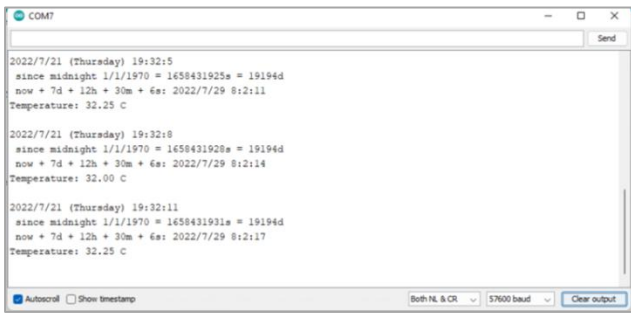 COM7
Send
2022/7/21 (Thursday) 19:32:5
since midnight 1/1/1970 = 1658431925s = 19194d
now + 7d + 12h + 30m + 6s: 2022/7/29 8:2:11
Temperature: 32.25 C
2022/7/21 (Thursday) 19:32:8
since midnight 1/1/1970 = 1658431928s = 19194d
now + 7d + 12h + 30m + 6s: 2022/7/29 8:2:14
Temperature: 32.00 C
2022/7/21 (Thursday) 19:32:11
since midnight 1/1/1970 = 1658431931s = 19194d
now + 7d + 12h + 30m + 6s: 2022/7/29 8:2:17
Temperature: 32.25 C
Autoscroll Show timestamp Both NL & CR 57600 baud Clear output